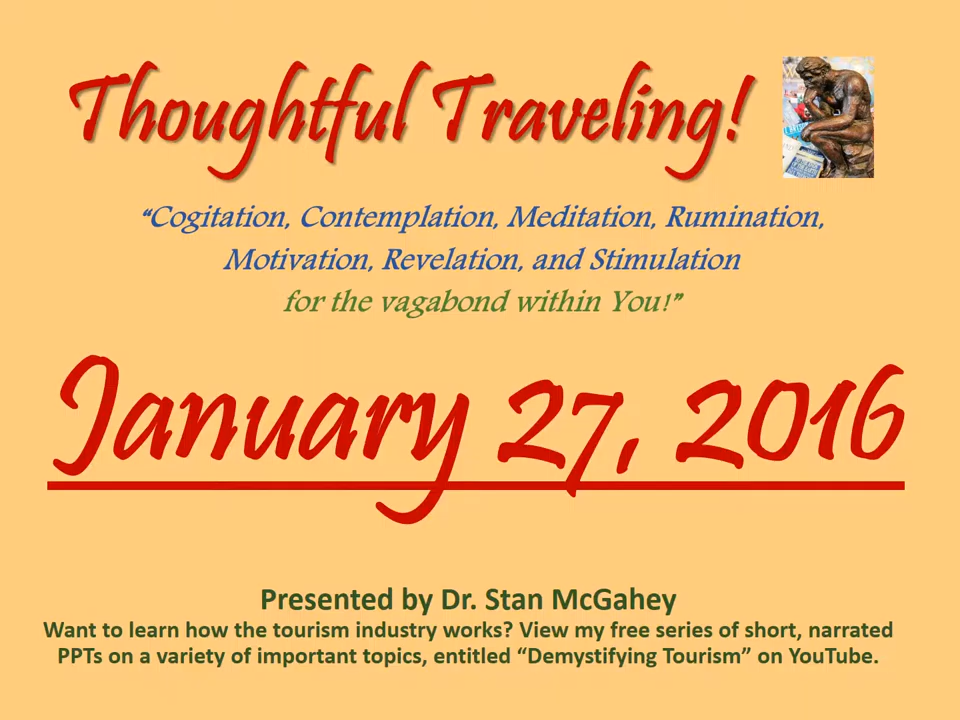 Thoughtful Traveling!
“Cogitation, Contemplation, Meditation, Rumination,
Motivation, Revelation, and Stimulation
for the vagabond within You!”
January 27, 2016
Presented by Dr. Stan McGahey
Want to learn how the tourism industry works? View my free series of short, narrated
PPTs on a variety of important topics, entitled “Demystifying Tourism” on YouTube.